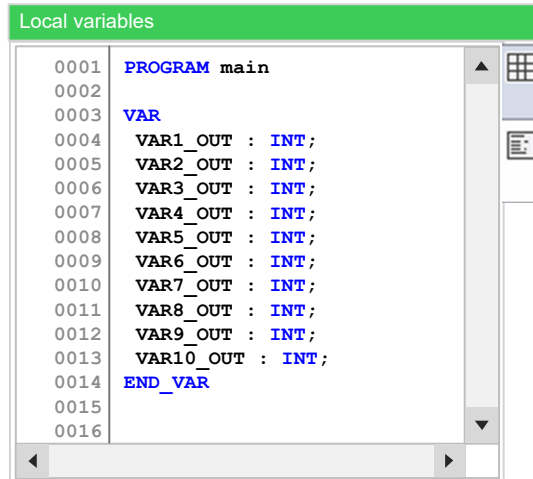 Local variables
0001 PROGRAM main
0002
0003 VAR
0004 VAR1_OUT : INT;
0005 VAR2_OUT : INT;
0006 VAR3_OUT : INT;
0007 VAR4_OUT : INT;
0008 VAR5_OUT : INT;
0009 VAR6_OUT : INT;
0010 VAR7_OUT : INT;
0011 VAR8_OUT : INT;
0012 VAR9_OUT : INT;
0013 VAR10_OUT : INT;
0014 END_VAR
0015
0016